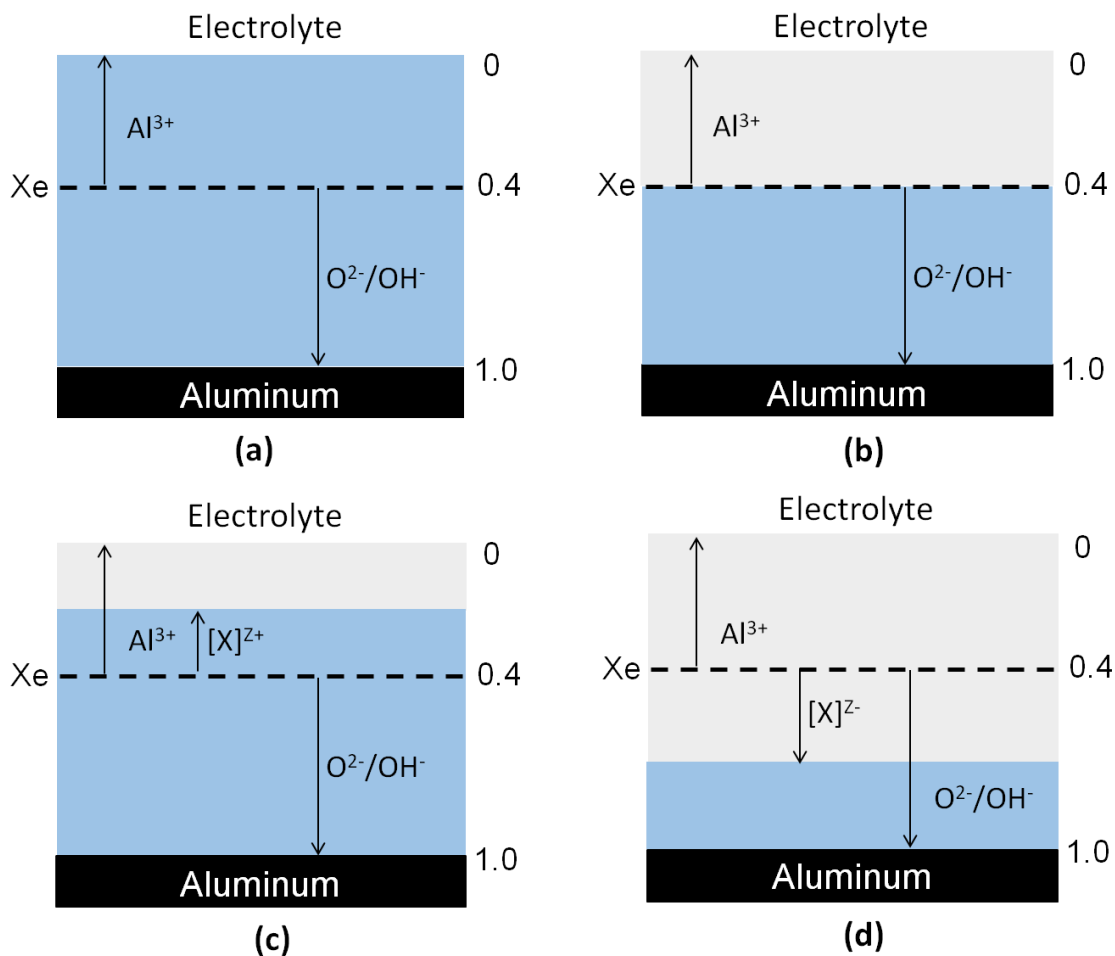 Electrolyte
0
Al³⁺
Xe 0.4
O²⁻/OH⁻
1.0
Aluminum
(a)
Electrolyte
0
Al³⁺
Xe 0.4
O²⁻/OH⁻
1.0
Aluminum
(b)
Electrolyte
0
Al³⁺ [X]ᶻ⁺
Xe 0.4
O²⁻/OH⁻
1.0
Aluminum
(c)
Electrolyte
0
Al³⁺
Xe 0.4
[X]ᶻ⁻
O²⁻/OH⁻
1.0
Aluminum
(d)